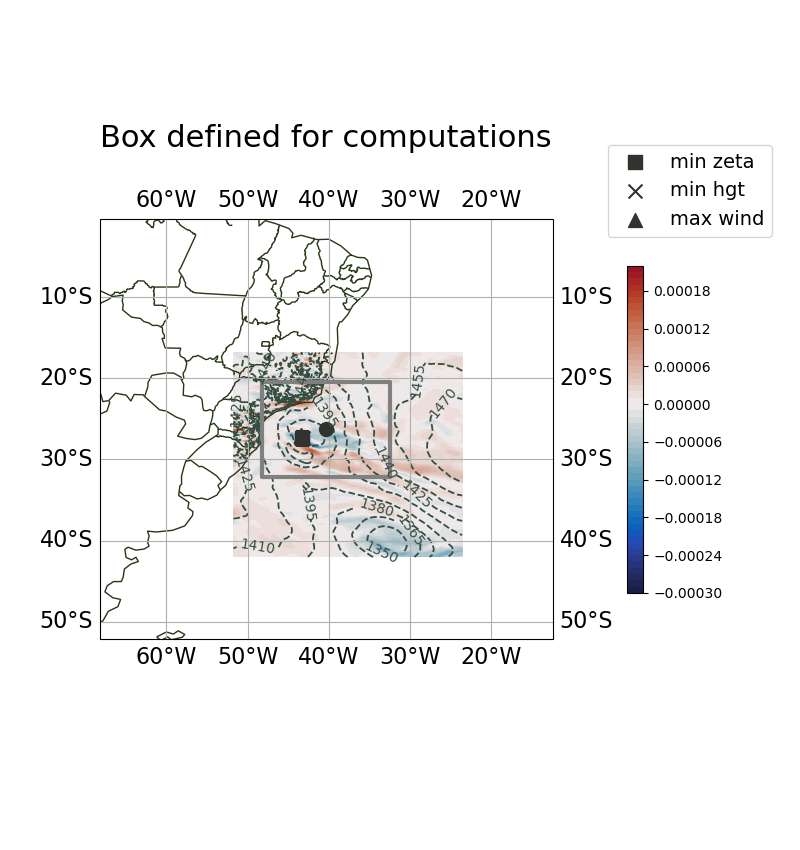 Box defined for computations
min zeta
min hgt
max wind
60°W 50°W 40°W 30°W 20°W
10°S 10°S
20°S 20°S
30°S 30°S
40°S 40°S
50°S 50°S
60°W 50°W 40°W 30°W 20°W
0.00018
0.00012
0.00006
0.00000
−0.00006
−0.00012
−0.00018
−0.00024
−0.00030
1455
1470
1425
1395
1440
1425
1425
1395
1380
1365
1410
1350